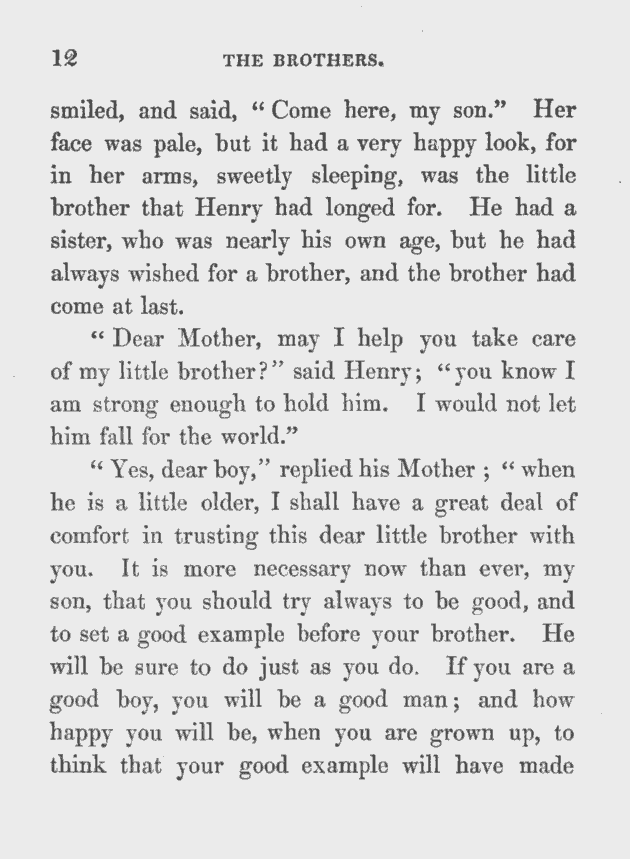 12 THE BROTHERS.
smiled, and said, “Come here, my son.” Her
face was pale, but it had a very happy look, for
in her arms, sweetly sleeping, was the little
brother that Henry had longed for. He had a
sister, who was nearly his own age, but he had
always wished for a brother, and the brother had
come at last.
“Dear Mother, may I help you take care
of my little brother?” said Henry; “you know I
am strong enough to hold him. I would not let
him fall for the world.”
“Yes, dear boy,” replied his Mother; “when
he is a little older, I shall have a great deal of
comfort in trusting this dear little brother with
you. It is more necessary now than ever, my
son, that you should try always to be good, and
to set a good example before your brother. He
will be sure to do just as you do. If you are a
good boy, you will be a good man; and how
happy you will be, when you are grown up, to
think that your good example will have made